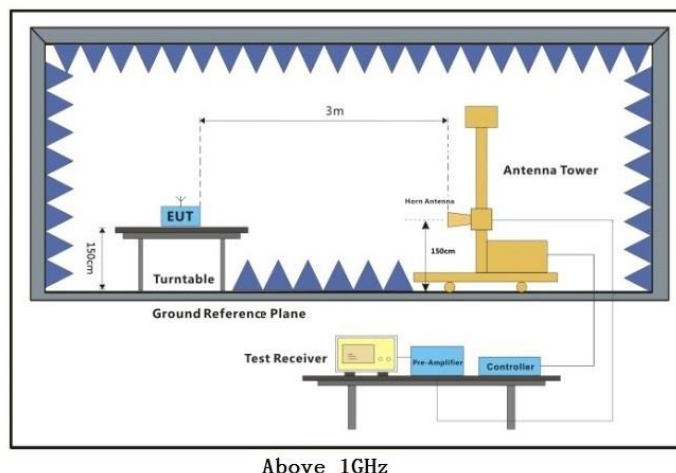 3m
Antenna Tower
Horn Antenna
EUT
150cm
150cm
Turntable
Ground Reference Plane
Test Receiver
Pre-Amplifier
Controller
Above 1GHz